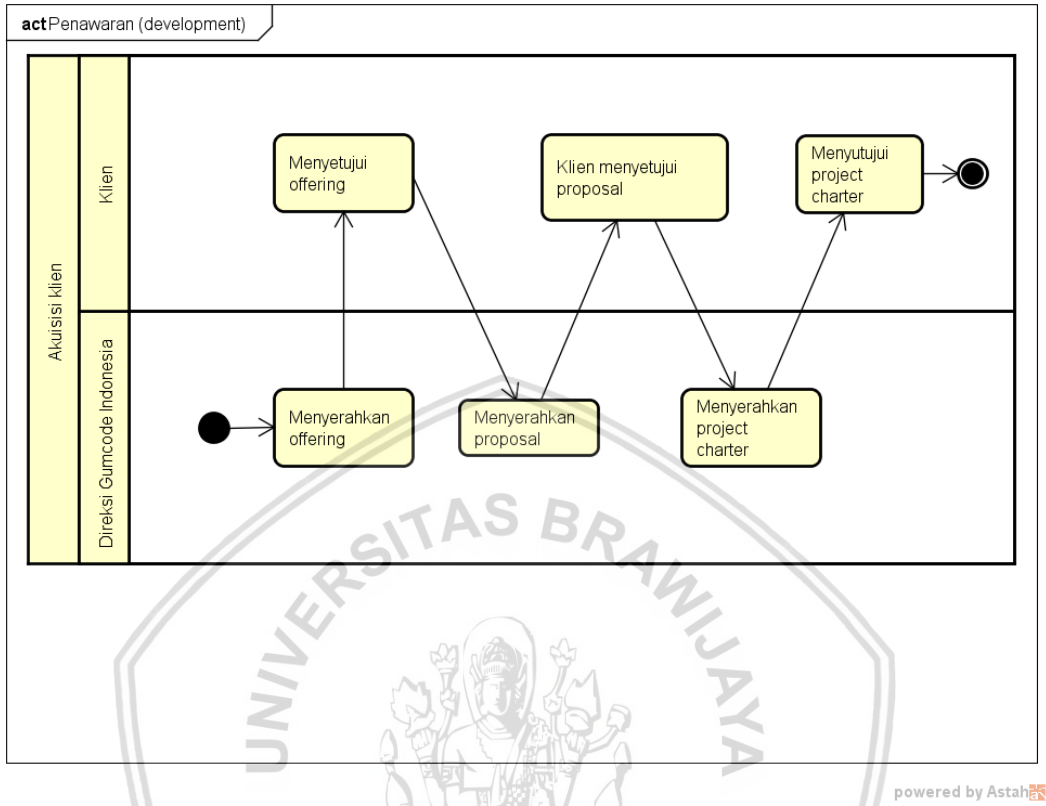 act Penawaran (development)
Akuisisi klien
Klien
Menyetujui
offering
Klien menyetujui
proposal
Menyutujui
project
charter
Direksi Gumcode Indonesia
Menyerahkan
offering
Menyerahkan
proposal
Menyerahkan
project
charter
UNIVERSITAS BRAWIJAYA
powered by Astah